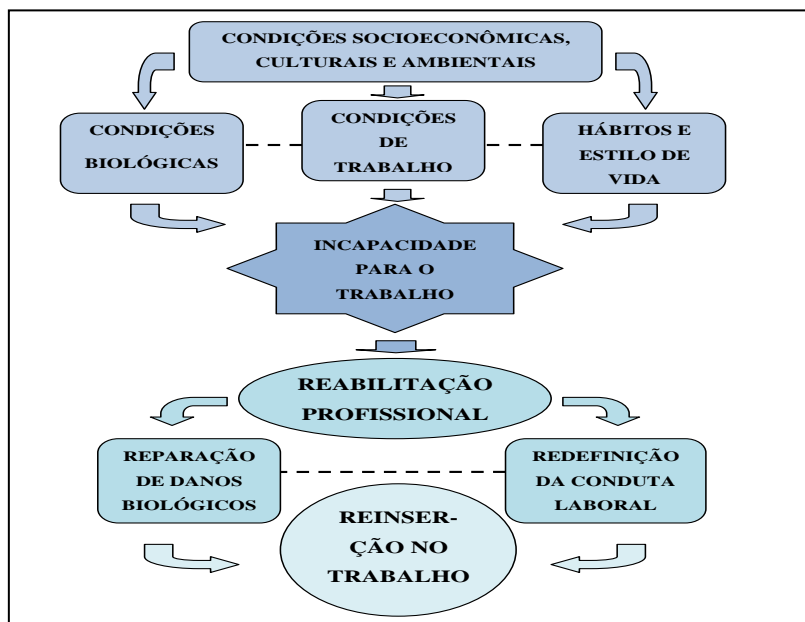 CONDIÇÕES SOCIOECONÔMICAS,
CULTURAIS E AMBIENTAIS
CONDIÇÕES
BIOLÓGICAS
CONDIÇÕES
DE
TRABALHO
HÁBITOS E
ESTILO DE
VIDA
INCAPACIDADE
PARA O
TRABALHO
REABILITAÇÃO
PROFISSIONAL
REPARAÇÃO
DE DANOS
BIOLÓGICOS
REDEFINIÇÃO
DA CONDUTA
LABORAL
REINSER-
ÇÃO NO
TRABALHO